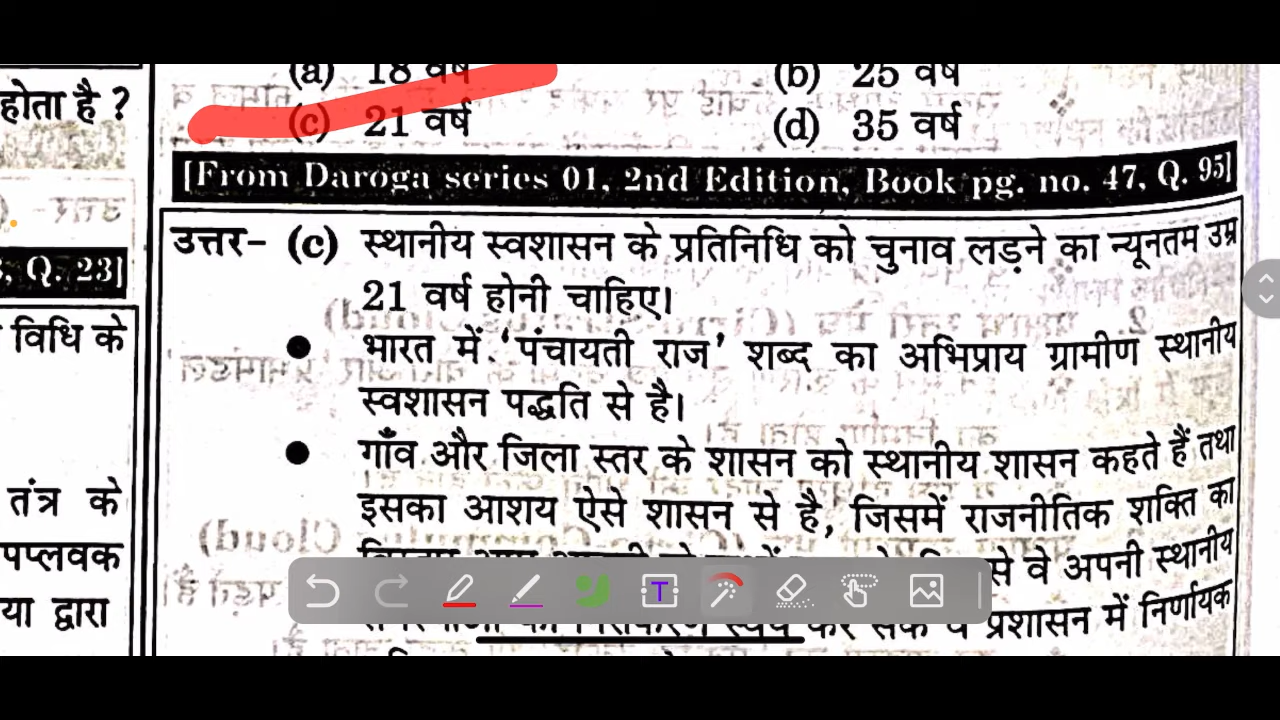 होता है ?
Q. 23]
विधि के
तंत्र के
पप्लवक
या द्वारा
(a) 18 वर्ष (b) 25 वर्ष
(c) 21 वर्ष (d) 35 वर्ष
[From Daroga series 01, 2nd Edition, Book pg. no. 47, Q. 95]
उत्तर- (c) स्थानीय स्वशासन के प्रतिनिधि को चुनाव लड़ने का न्यूनतम उम्र
21 वर्ष होनी चाहिए।
● भारत में 'पंचायती राज' शब्द का अभिप्राय ग्रामीण स्थानीय
स्वशासन पद्धति से है।
● गाँव और जिला स्तर के शासन को स्थानीय शासन कहते हैं तथा
इसका आशय ऐसे शासन से है, जिसमें राजनीतिक शक्ति का
से वे अपनी स्थानीय
प्रशासन में निर्णायक
T